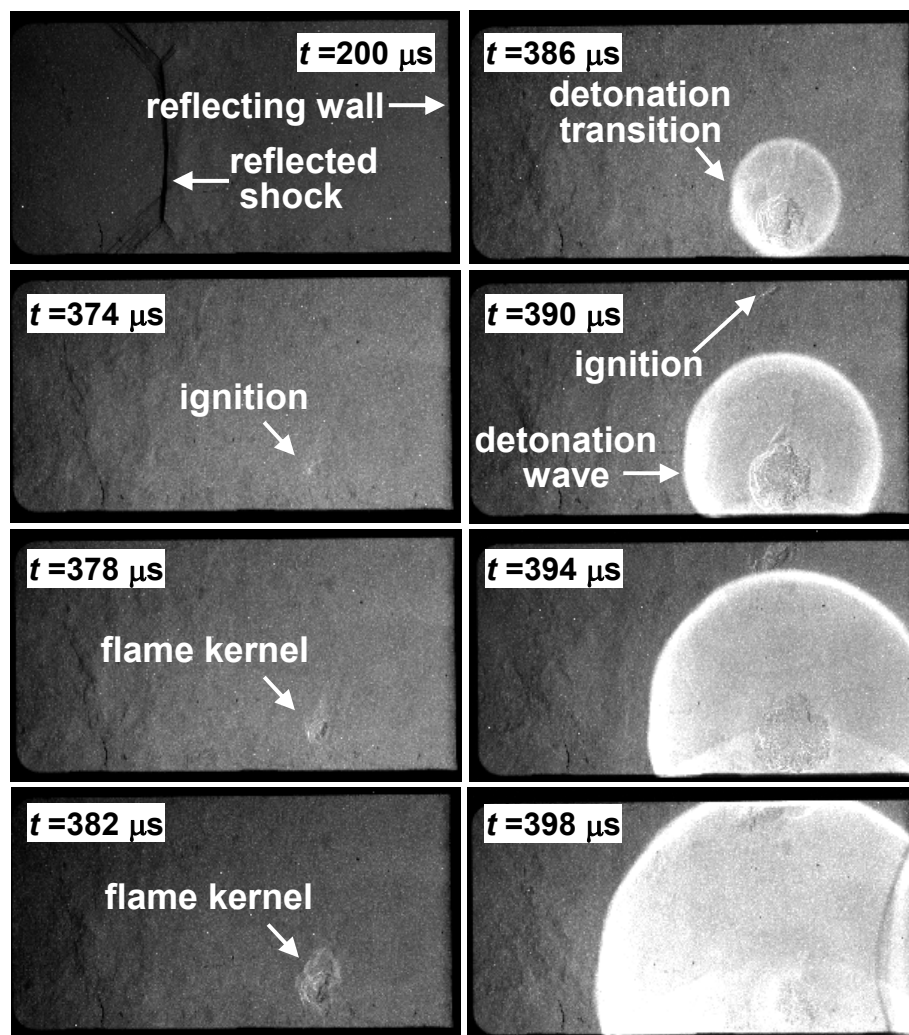 t =200 μs
reflecting wall
reflected
shock
t =374 μs
ignition
t =378 μs
flame kernel
t =382 μs
flame kernel
t =386 μs
detonation
transition
t =390 μs
ignition
detonation
wave
t =394 μs
t =398 μs